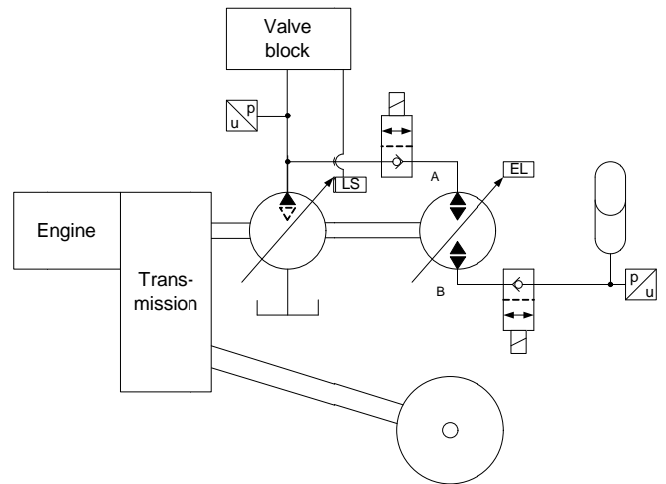 Valve
block
p
u
LS
A
EL
Engine
Trans-
mission
B
p
u